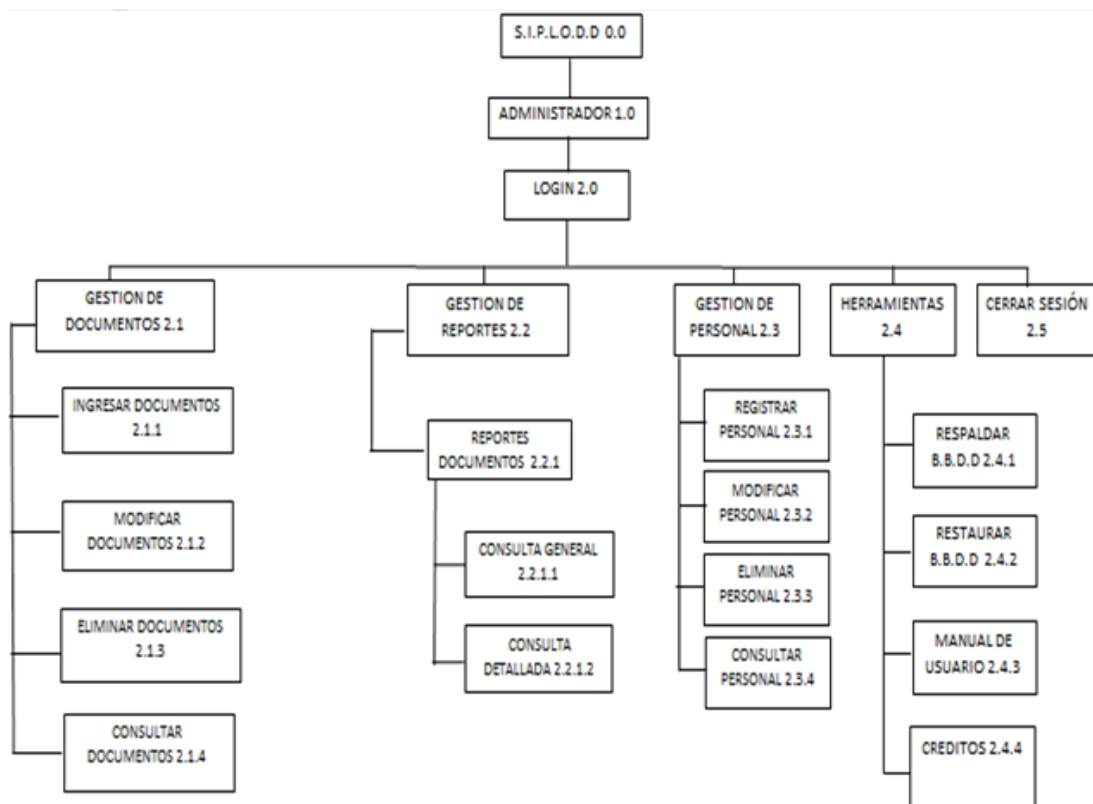 S.I.P.L.O.D.D 0.0
ADMINISTRADOR 1.0
LOGIN 2.0
GESTION DE
DOCUMENTOS 2.1
INGRESAR DOCUMENTOS
2.1.1
MODIFICAR
DOCUMENTOS 2.1.2
ELIMINAR DOCUMENTOS
2.1.3
CONSULTAR
DOCUMENTOS 2.1.4
GESTION DE
REPORTES 2.2
REPORTES
DOCUMENTOS 2.2.1
CONSULTA GENERAL
2.2.1.1
CONSULTA
DETALLADA 2.2.1.2
GESTION DE
PERSONAL 2.3
REGISTRAR
PERSONAL 2.3.1
MODIFICAR
PERSONAL 2.3.2
ELIMINAR
PERSONAL 2.3.3
CONSULTAR
PERSONAL 2.3.4
HERRAMIENTAS
2.4
RESPALDAR
B.B.D.D 2.4.1
RESTAURAR
B.B.D.D 2.4.2
MANUAL DE
USUARIO 2.4.3
CREDITOS 2.4.4
CERRAR SESIÓN
2.5